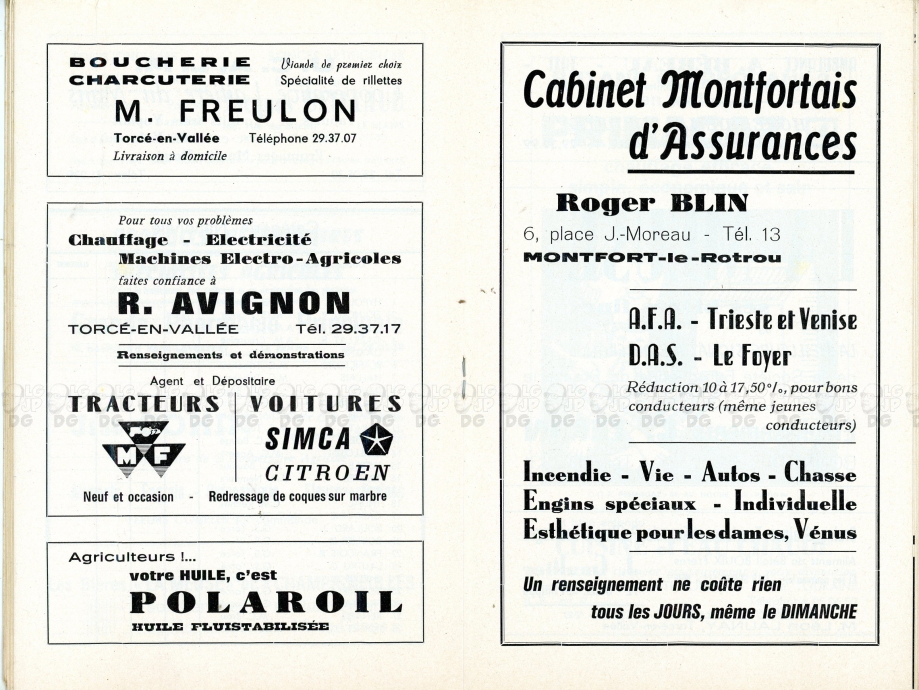 BOUCHERIE Viande de premier choix
CHARCUTERIE Spécialité de rillettes
M. FREULON
Torcé-en-Vallée Téléphone 29.37.07
Livraison à domicile
Pour tous vos problèmes
Chauffage - Electricité
Machines Electro-Agricoles
faites confiance à
R. AVIGNON
TORCÉ-EN-VALLÉE Tél. 29.37.17
Renseignements et démonstrations
Agent et Dépositaire
TRACTEURS VOITURES
MF
SIMCA
CITROEN
Neuf et occasion - Redressage de coques sur marbre
Agriculteurs !...
votre HUILE, c'est
POLAROIL
HUILE FLUISTABILISÉE
Cabinet Montfortais
d'Assurances
Roger BLIN
6, place J.-Moreau - Tél. 13
MONTFORT-le-Rotrou
A.F.A. - Trieste et Venise
D.A.S. - Le Foyer
Réduction 10 à 17,50 %, pour bons
conducteurs (même jeunes
conducteurs)
Incendie - Vie - Autos - Chasse
Engins spéciaux - Individuelle
Esthétique pour les dames, Vénus
Un renseignement ne coûte rien
tous les JOURS, même le DIMANCHE